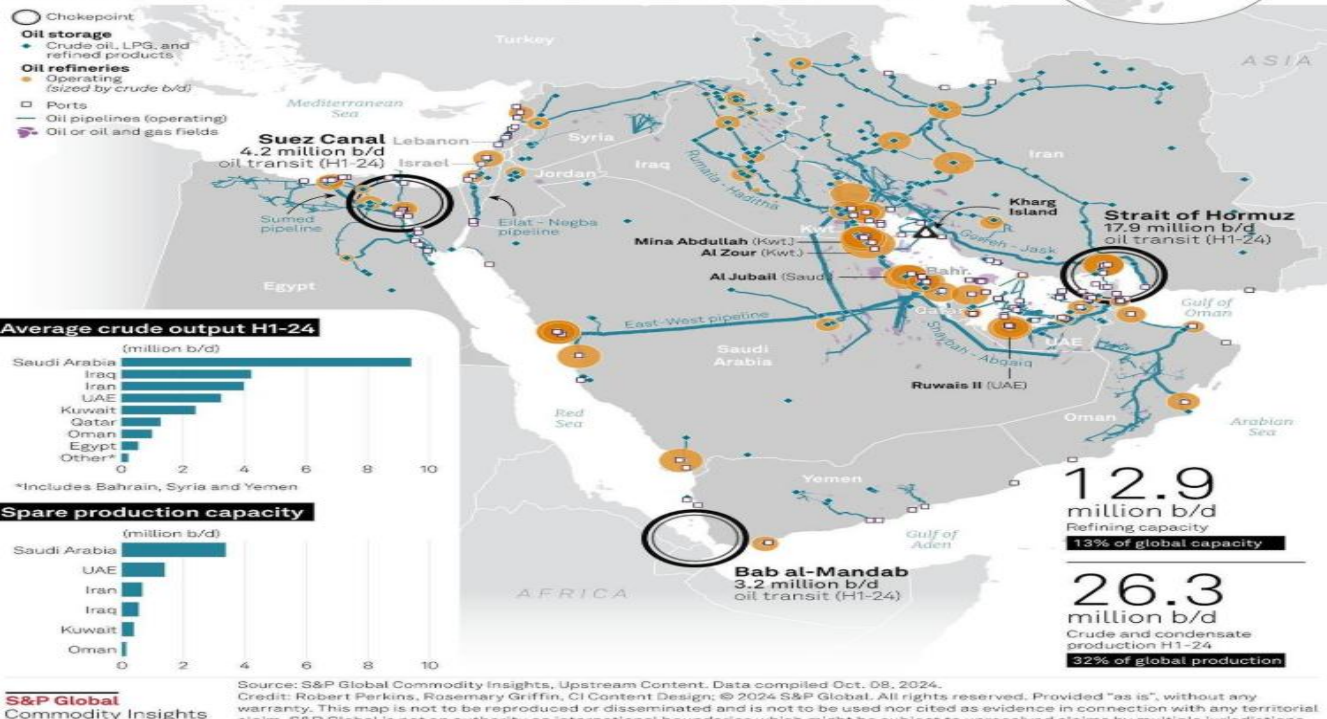 Chokepoint
Oil storage
Crude oil, LPG, and
refined products
Oil refineries
Operating
(sized by crude b/d)
Ports
Oil pipelines (operating)
Oil or oil and gas fields
Turkey
ASIA
Mediterranean
Sea
Suez Canal
4.2 million b/d
oil transit (H1-24)
Lebanon
Israel
Syria
Jordan
Iraq
Iran
Rumaila-Haditha
Sumed
pipeline
Eilat-Negba
pipeline
Egypt
Kharg
Island
Goreh-Jask
Strait of Hormuz
17.9 million b/d
oil transit (H1-24)
Kwt.
Mina Abdullah (Kwt.)
Al Zour (Kwt.)
Al Jubail (Saud.)
Bahr.
Qatar
Gulf of
Oman
East-West pipeline
Shaybah-Abqaiq
UAE
Saudi
Arabia
Ruwais II (UAE)
Oman
Arabian
Sea
Red
Sea
Yemen
Gulf of
Aden
AFRICA
Bab al-Mandab
3.2 million b/d
oil transit (H1-24)
Average crude output H1-24
(million b/d)
Saudi Arabia
Iraq
Iran
UAE
Kuwait
Qatar
Oman
Egypt
Other*
0 2 4 6 8 10
*Includes Bahrain, Syria and Yemen
Spare production capacity
(million b/d)
Saudi Arabia
UAE
Iran
Iraq
Kuwait
Oman
0 2 4 6 8 10
12.9
million b/d
Refining capacity
13% of global capacity
26.3
million b/d
Crude and condensate
production H1-24
32% of global production
S&P Global
Commodity Insights
Source: S&P Global Commodity Insights, Upstream Content. Data compiled Oct. 08, 2024.
Credit: Robert Perkins, Rosemary Griffin, CI Content Design; © 2024 S&P Global. All rights reserved. Provided "as is", without any
warranty. This map is not to be reproduced or disseminated and is not to be used nor cited as evidence in connection with any territorial